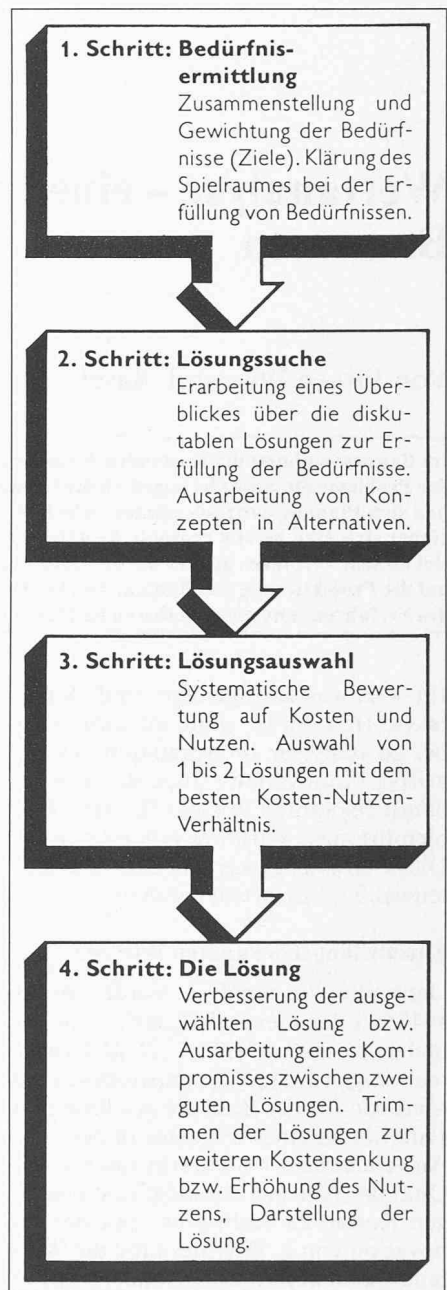 1. Schritt: Bedürfnis-
ermittlung
Zusammenstellung und
Gewichtung der Bedürf-
nisse (Ziele). Klärung des
Spielraumes bei der Er-
füllung von Bedürfnissen.
2. Schritt: Lösungssuche
Erarbeitung eines Über-
blickes über die disku-
tablen Lösungen zur Er-
füllung der Bedürfnisse.
Ausarbeitung von Kon-
zepten in Alternativen.
3. Schritt: Lösungsauswahl
Systematische Bewer-
tung auf Kosten und
Nutzen. Auswahl von
1 bis 2 Lösungen mit dem
besten Kosten-Nutzen-
Verhältnis.
4. Schritt: Die Lösung
Verbesserung der ausge-
wählten Lösung bzw.
Ausarbeitung eines Kom-
promisses zwischen zwei
guten Lösungen. Trim-
men der Lösungen zur
weiteren Kostensenkung
bzw. Erhöhung des Nut-
zens, Darstellung der
Lösung.